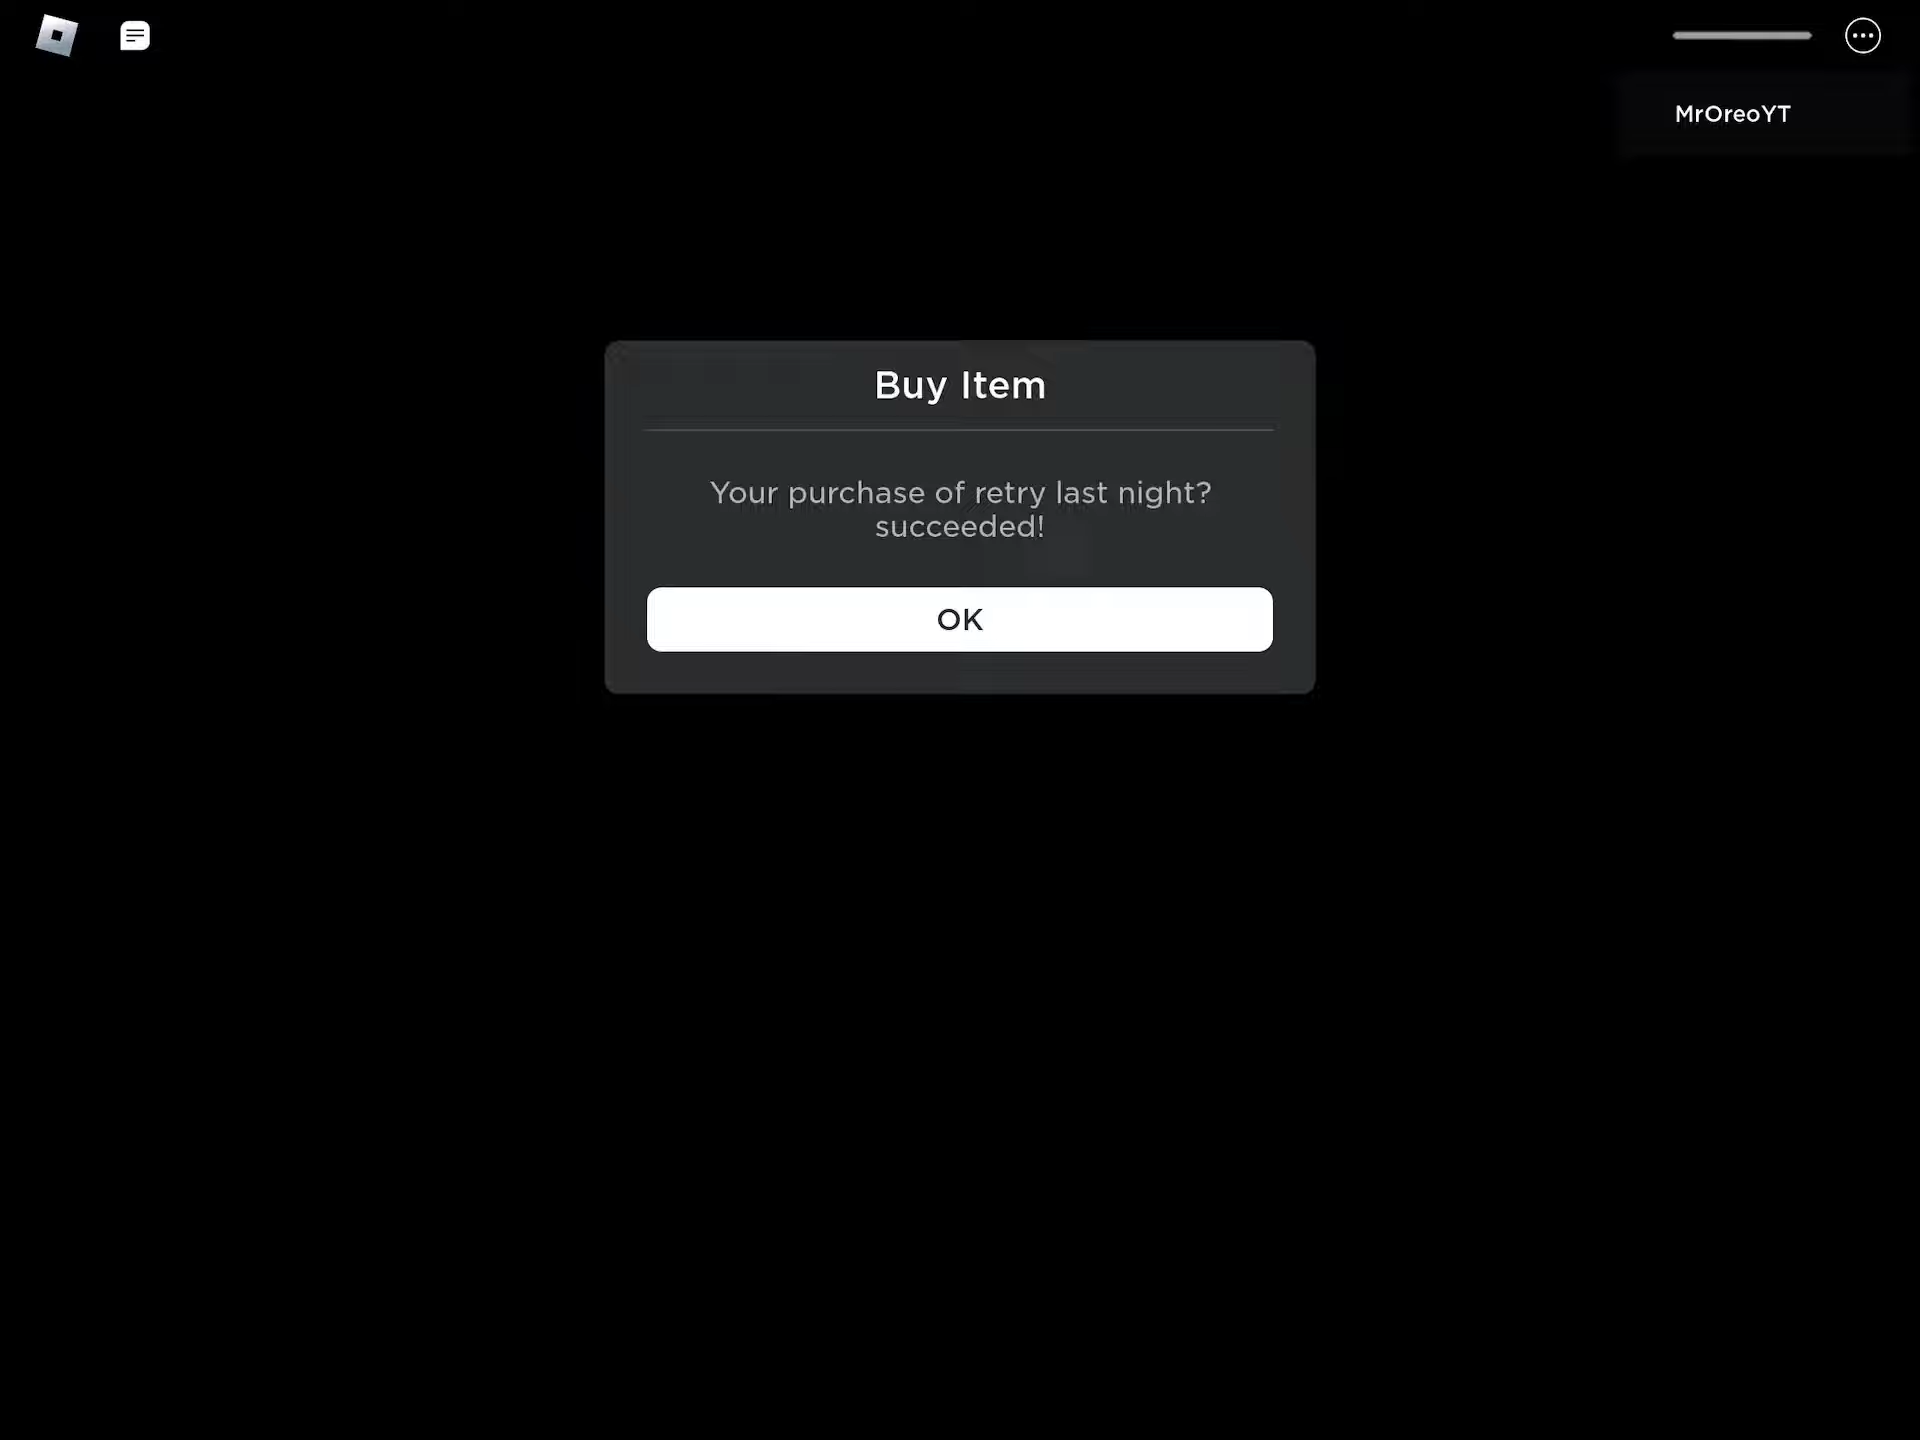 MrOreoYT
Buy Item
Your purchase of retry last night?
succeeded!
OK